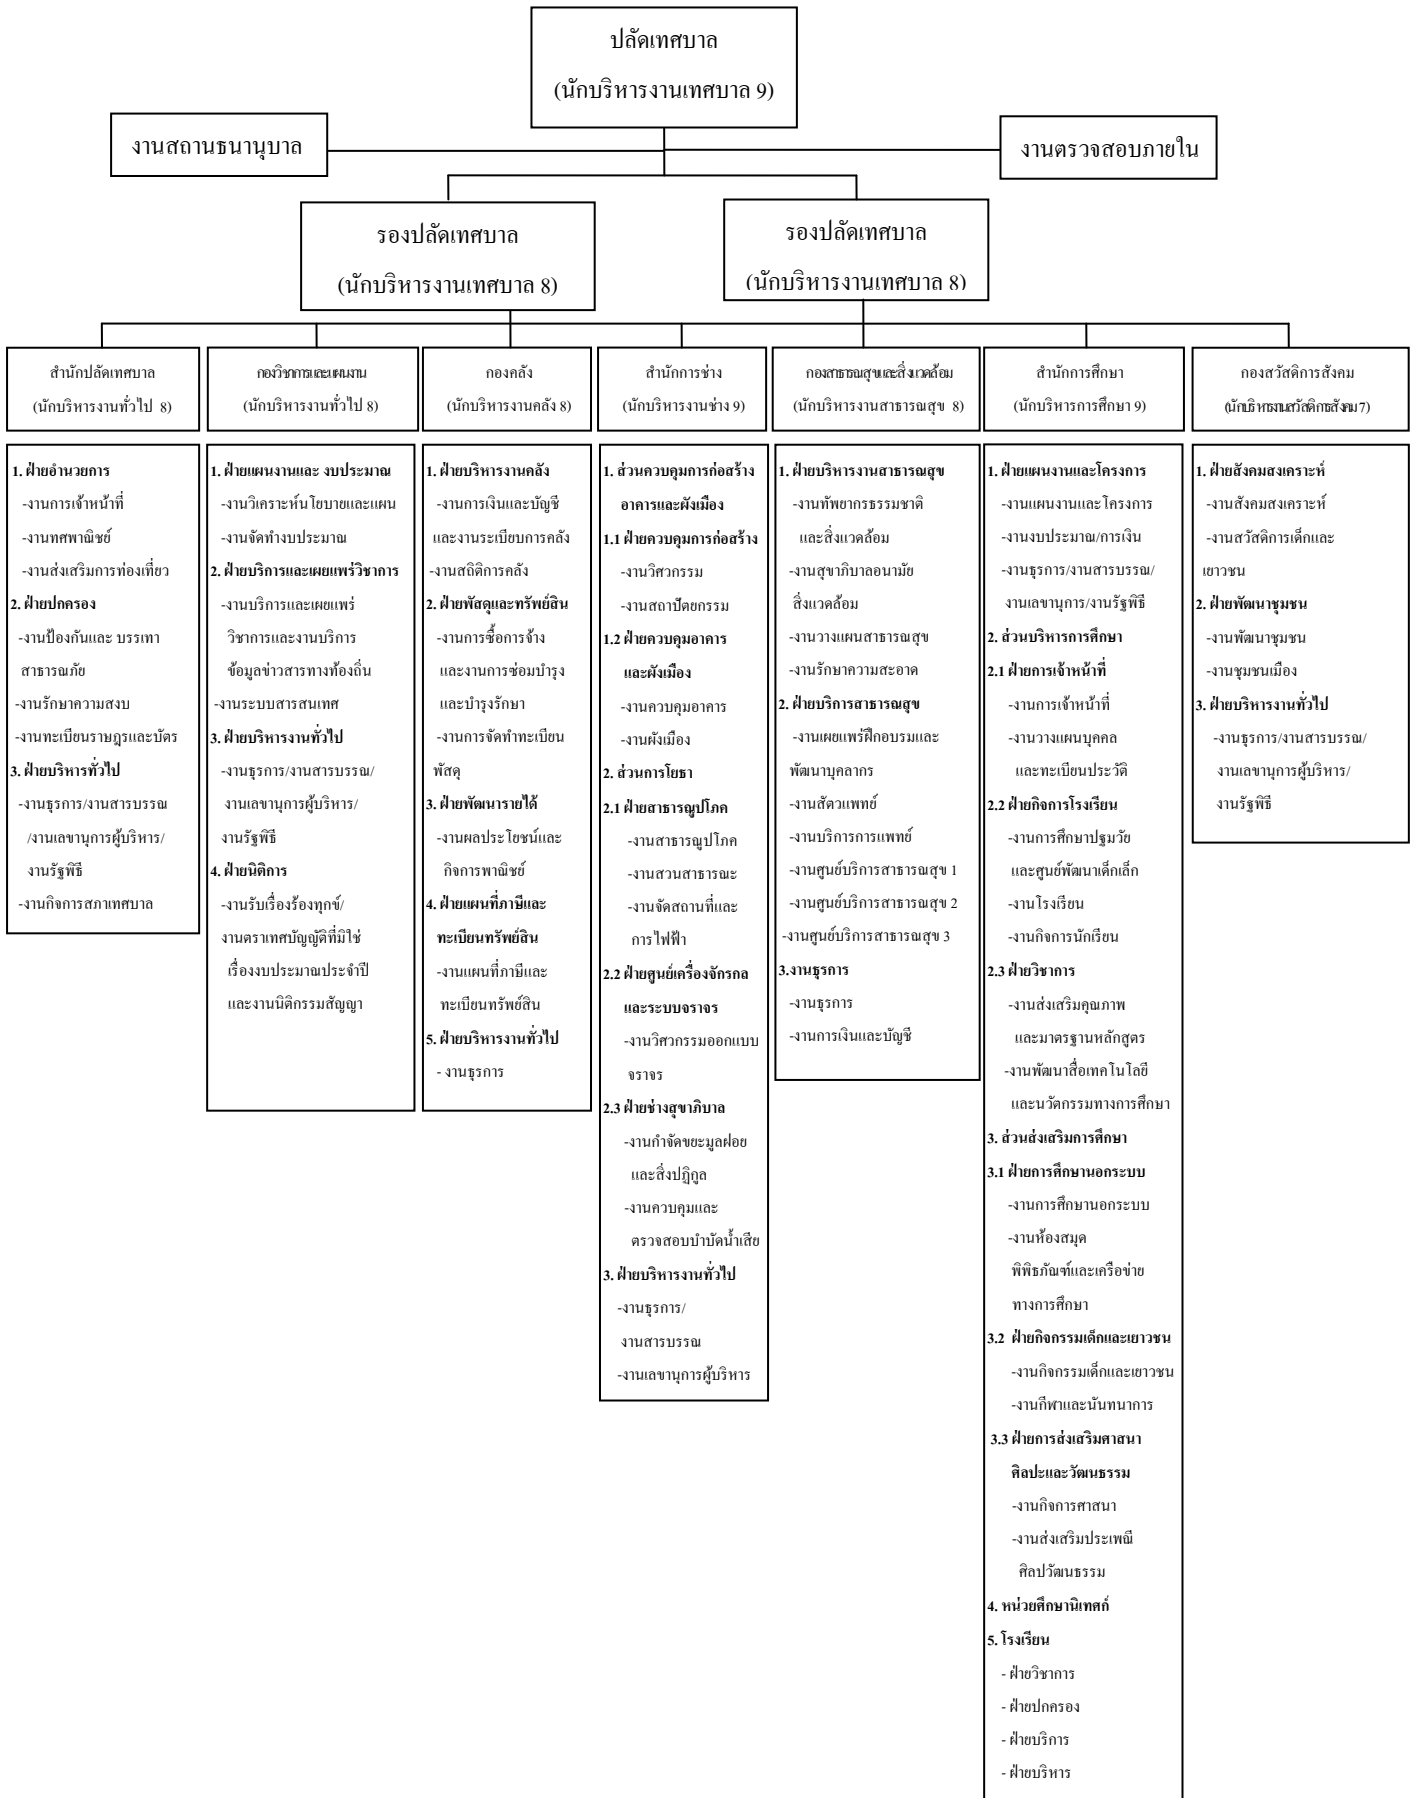 ปลัดเทศบาล
(นักบริหารงานเทศบาล 9)
งานสถานธนานุบาล
งานตรวจสอบภายใน
รองปลัดเทศบาล
(นักบริหารงานเทศบาล 8)
รองปลัดเทศบาล
(นักบริหารงานเทศบาล 8)
สำนักปลัดเทศบาล
(นักบริหารงานทั่วไป 8)
กองวิชาการและแผนงาน
(นักบริหารงานทั่วไป 8)
กองคลัง
(นักบริหารงานคลัง 8)
สำนักการช่าง
(นักบริหารงานช่าง 9)
กองสาธารณสุขและสิ่งแวดล้อม
(นักบริหารงานสาธารณสุข 8)
สำนักการศึกษา
(นักบริหารการศึกษา 9)
กองสวัสดิการสังคม
(นักบริหารงานสวัสดิการสังคม7)
1. ฝ่ายอำนวยการ
-งานการเจ้าหน้าที่
-งานทศพาณิชย์
-งานส่งเสริมการท่องเที่ยว
2. ฝ่ายปกครอง
-งานป้องกันและ บรรเทา
สาธารณภัย
-งานรักษาความสงบ
-งานทะเบียนราษฎรและบัตร
3. ฝ่ายบริหารทั่วไป
-งานธุรการ/งานสารบรรณ
/งานเลขานุการผู้บริหาร/
งานรัฐพิธี
-งานกิจการสภาเทศบาล
1. ฝ่ายแผนงานและ งบประมาณ
-งานวิเคราะห์นโยบายและแผน
-งานจัดทำงบประมาณ
2. ฝ่ายบริการและเผยแพร่วิชาการ
-งานบริการและเผยแพร่
วิชาการและงานบริการ
ข้อมูลข่าวสารทางท้องถิ่น
-งานระบบสารสนเทศ
3. ฝ่ายบริหารงานทั่วไป
-งานธุรการ/งานสารบรรณ/
งานเลขานุการผู้บริหาร/
งานรัฐพิธี
4. ฝ่ายนิติการ
-งานรับเรื่องร้องทุกข์/
งานตราเทศบัญญัติที่มิใช่
เรื่องงบประมาณประจำปี
และงานนิติกรรมสัญญา
1. ฝ่ายบริหารงานคลัง
-งานการเงินและบัญชี
และงานระเบียบการคลัง
-งานสถิติการคลัง
2. ฝ่ายพัสดุและทรัพย์สิน
-งานการซื้อการจ้าง
และงานการซ่อมบำรุง
และบำรุงรักษา
-งานการจัดทำทะเบียน
พัสดุ
3. ฝ่ายพัฒนารายได้
-งานผลประโยชน์และ
กิจการพาณิชย์
4. ฝ่ายแผนที่ภาษีและ
ทะเบียนทรัพย์สิน
-งานแผนที่ภาษีและ
ทะเบียนทรัพย์สิน
5. ฝ่ายบริหารงานทั่วไป
- งานธุรการ
1. ส่วนควบคุมการก่อสร้าง
อาคารและผังเมือง
1.1 ฝ่ายควบคุมการก่อสร้าง
-งานวิศวกรรม
-งานสถาปัตยกรรม
1.2 ฝ่ายควบคุมอาคาร
และผังเมือง
-งานควบคุมอาคาร
-งานผังเมือง
2. ส่วนการโยธา
2.1 ฝ่ายสาธารณูปโภค
-งานสาธารณูปโภค
-งานสวนสาธารณะ
-งานจัดสถานที่และ
การไฟฟ้า
2.2 ฝ่ายศูนย์เครื่องจักรกล
และระบบจราจร
-งานวิศวกรรมออกแบบ
จราจร
2.3 ฝ่ายช่างสุขาภิบาล
-งานกำจัดขยะมูลฝอย
และสิ่งปฏิกูล
-งานควบคุมและ
ตรวจสอบบำบัดน้ำเสีย
3. ฝ่ายบริหารงานทั่วไป
-งานธุรการ/
งานสารบรรณ
-งานเลขานุการผู้บริหาร
1. ฝ่ายบริหารงานสาธารณสุข
-งานทัพยากรธรรมชาติ
และสิ่งแวดล้อม
-งานสุขาภิบาลอนามัย
สิ่งแวดล้อม
-งานวางแผนสาธารณสุข
-งานรักษาความสะอาด
2. ฝ่ายบริการสาธารณสุข
-งานเผยแพร่ฝึกอบรมและ
พัฒนาบุคลากร
-งานสัตวแพทย์
-งานบริการการแพทย์
-งานศูนย์บริการสาธารณสุข 1
-งานศูนย์บริการสาธารณสุข 2
-งานศูนย์บริการสาธารณสุข 3
3.งานธุรการ
-งานธุรการ
-งานการเงินและบัญชี
1. ฝ่ายแผนงานและโครงการ
-งานแผนงานและโครงการ
-งานงบประมาณ/การเงิน
-งานธุรการ/งานสารบรรณ/
งานเลขานุการ/งานรัฐพิธี
2. ส่วนบริหารการศึกษา
2.1 ฝ่ายการเจ้าหน้าที่
-งานการเจ้าหน้าที่
-งานวางแผนบุคคล
และทะเบียนประวัติ
2.2 ฝ่ายกิจการโรงเรียน
-งานการศึกษาปฐมวัย
และศูนย์พัฒนาเด็กเล็ก
-งานโรงเรียน
-งานกิจการนักเรียน
2.3 ฝ่ายวิชาการ
-งานส่งเสริมคุณภาพ
และมาตรฐานหลักสูตร
-งานพัฒนาสื่อเทคโนโลยี
และนวัตกรรมทางการศึกษา
3. ส่วนส่งเสริมการศึกษา
3.1 ฝ่ายการศึกษานอกระบบ
-งานการศึกษานอกระบบ
-งานห้องสมุด
พิพิธภัณฑ์และเครือข่าย
ทางการศึกษา
3.2 ฝ่ายกิจกรรมเด็กและเยาวชน
-งานกิจกรรมเด็กและเยาวชน
-งานกีฬาและนันทนาการ
3.3 ฝ่ายการส่งเสริมศาสนา
ศิลปะและวัฒนธรรม
-งานกิจการศาสนา
-งานส่งเสริมประเพณี
ศิลปวัฒนธรรม
4. หน่วยศึกษานิเทศก์
5. โรงเรียน
- ฝ่ายวิชาการ
- ฝ่ายปกครอง
- ฝ่ายบริการ
- ฝ่ายบริหาร
1. ฝ่ายสังคมสงเคราะห์
-งานสังคมสงเคราะห์
-งานสวัสดิการเด็กและ
เยาวชน
2. ฝ่ายพัฒนาชุมชน
-งานพัฒนาชุมชน
-งานชุมชนเมือง
3. ฝ่ายบริหารงานทั่วไป
-งานธุรการ/งานสารบรรณ/
งานเลขานุการผู้บริหาร/
งานรัฐพิธี